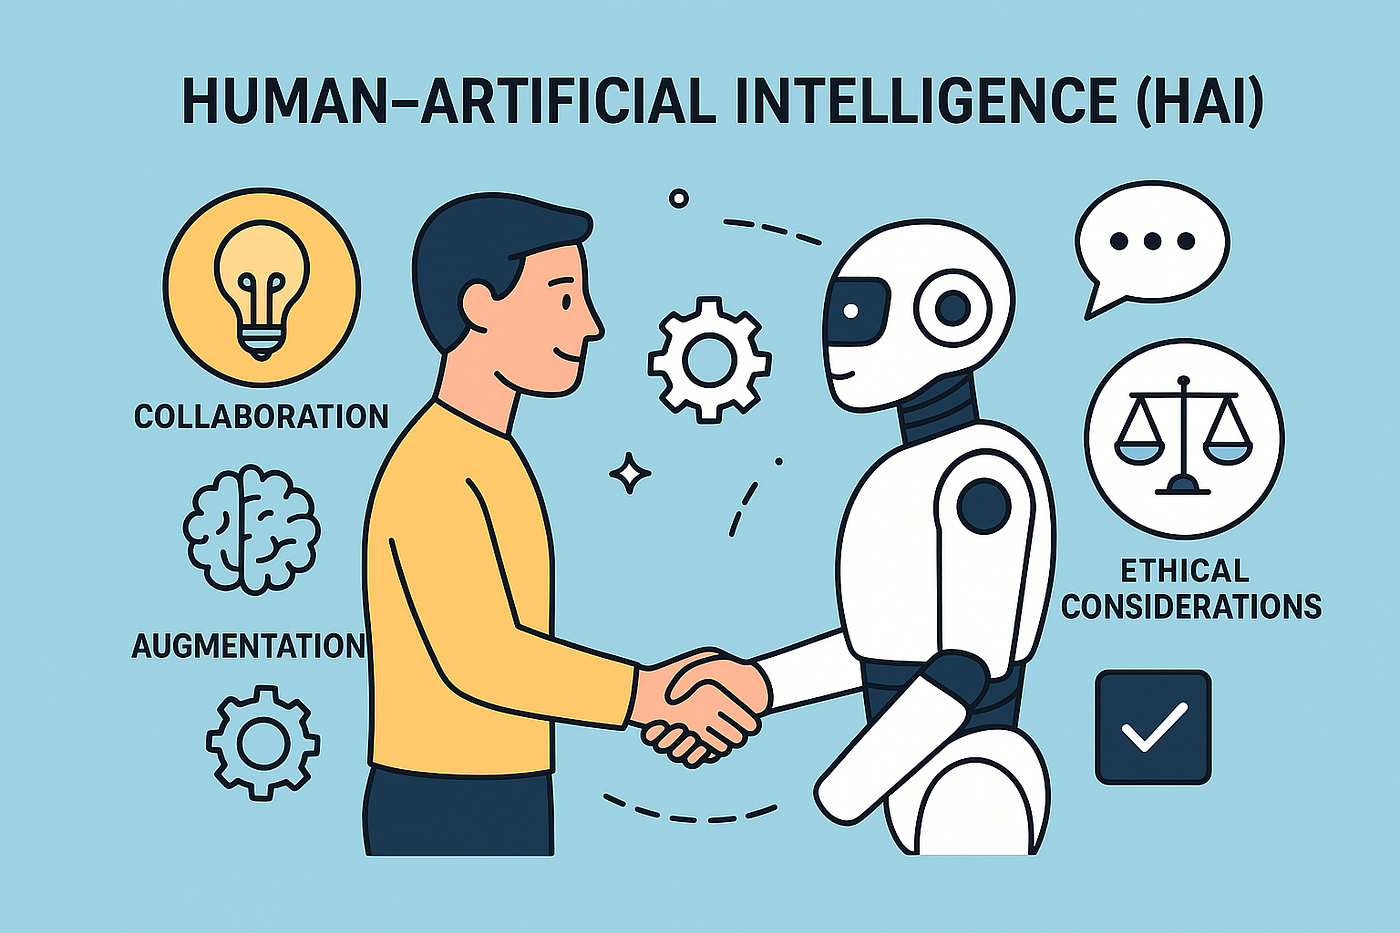 HUMAN–ARTIFICIAL INTELLIGENCE (HAI)
COLLABORATION
AUGMENTATION
ETHICAL
CONSIDERATIONS